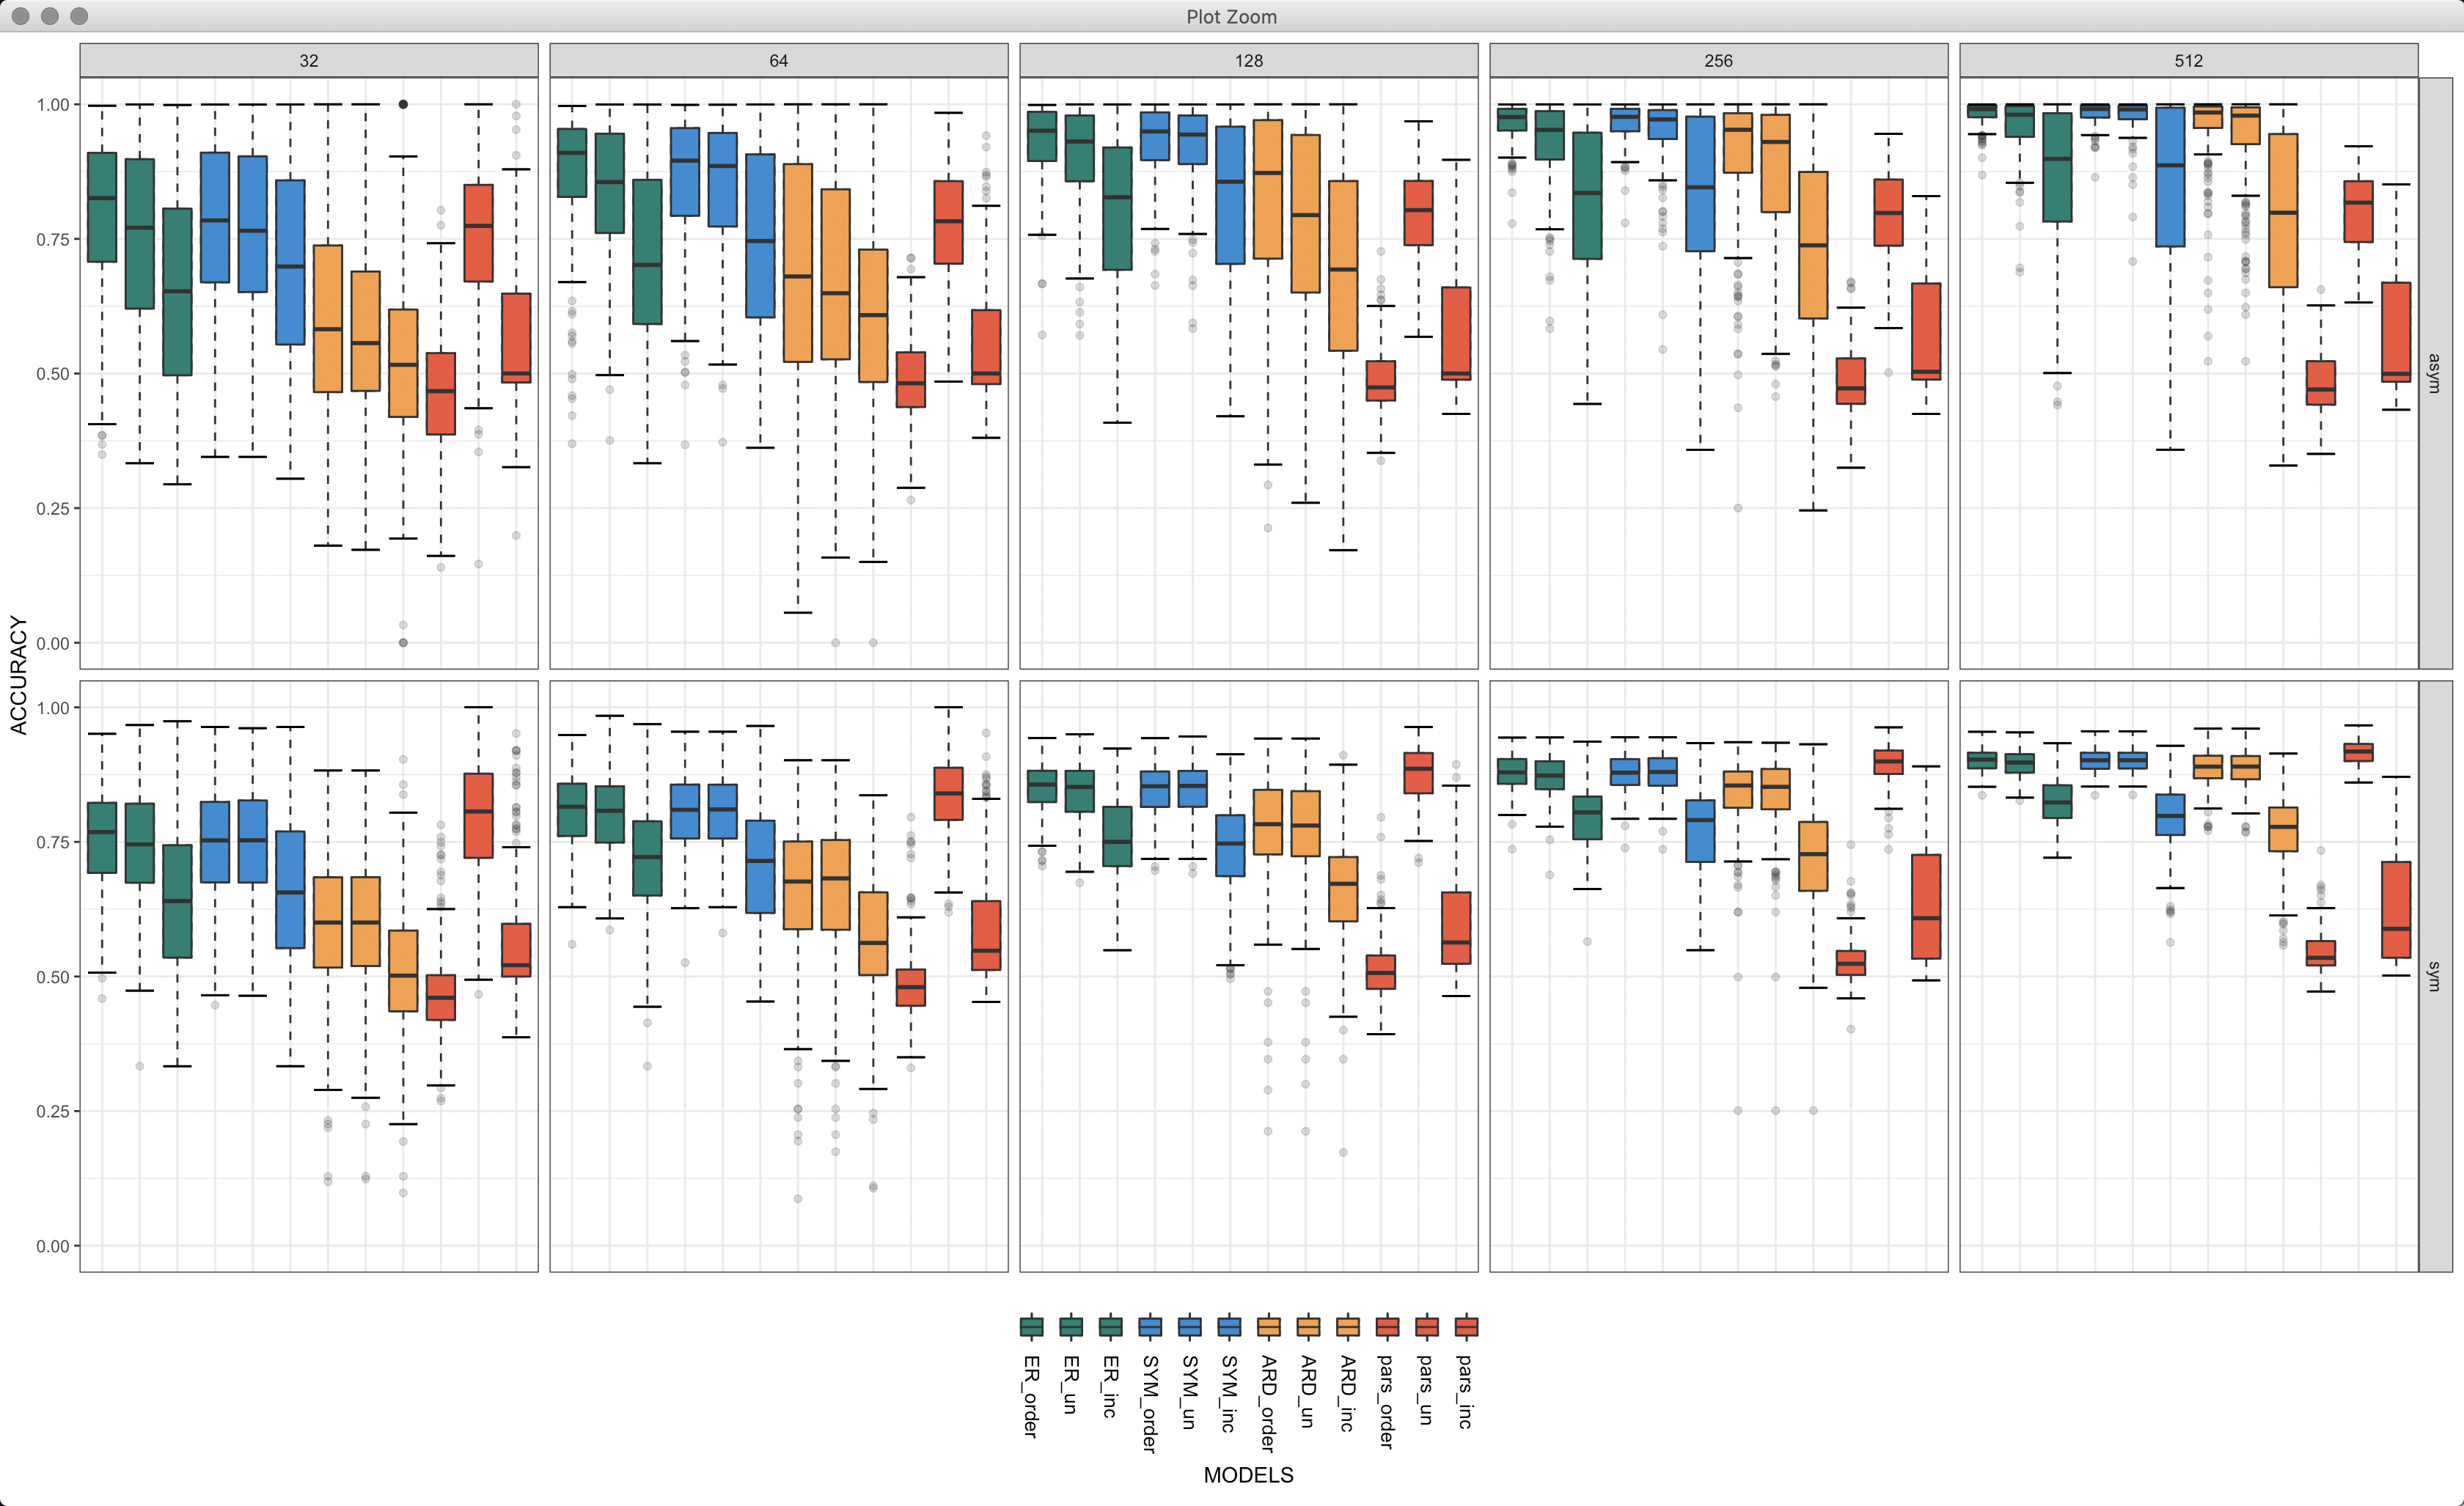 Plot Zoom
32 64 128 256 512
1.00
0.75
0.50
0.25
0.00
asym
ACCURACY
1.00
0.75
0.50
0.25
0.00
sym
ER_order
ER_un
ER_inc
SYM_order
SYM_un
SYM_inc
ARD_order
ARD_un
ARD_inc
pars_order
pars_un
pars_inc
MODELS